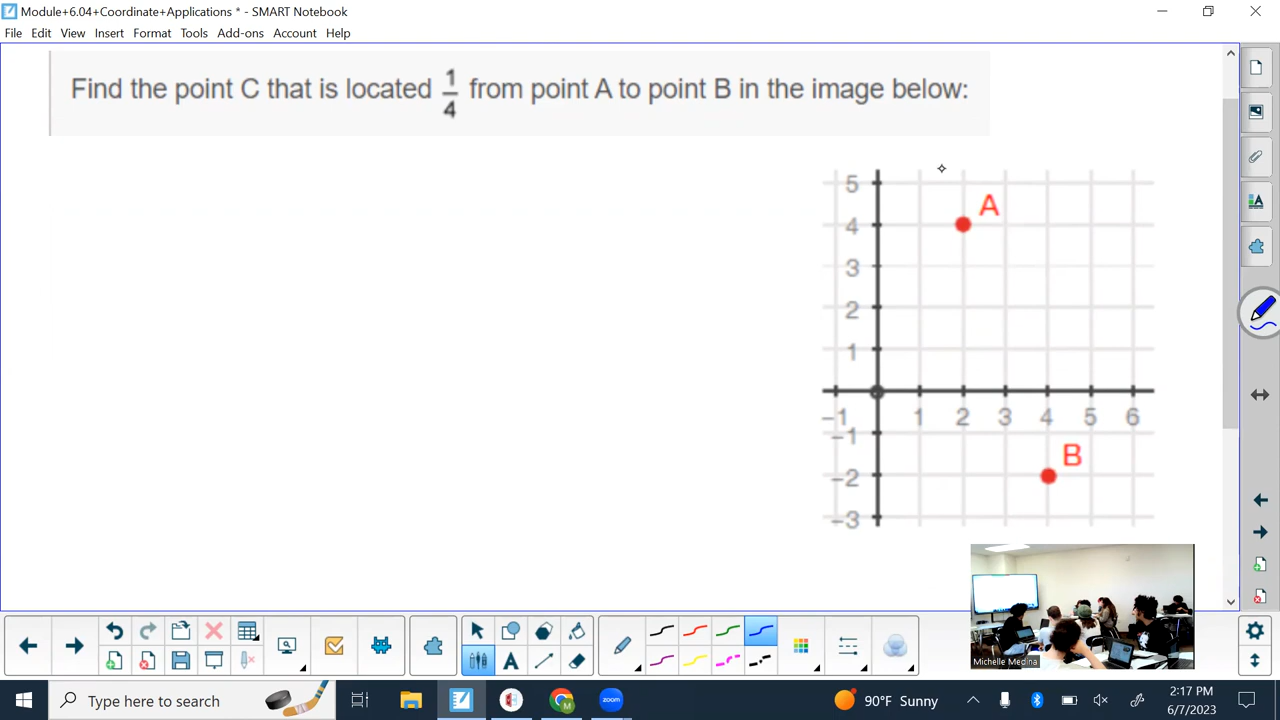 Module+6.04+Coordinate+Applications * - SMART Notebook
File Edit View Insert Format Tools Add-ons Account Help
Find the point C that is located 1/4 from point A to point B in the image below:
5
A
4
3
2
1
-1 1 2 3 4 5 6
-1
B
-2
-3
Michelle Medina
A
Type here to search
zoom
90°F Sunny
2:17 PM
6/7/2023